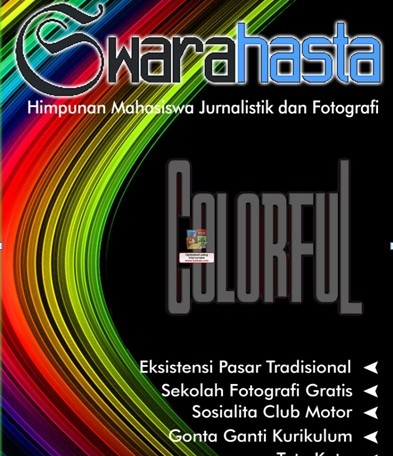 Swarahasta
Himpunan Mahasiswa Jurnalistik dan Fotografi
COLORFUL
Eksistensi Pasar Tradisional
Sekolah Fotografi Gratis
Sosialita Club Motor
Gonta Ganti Kurikulum